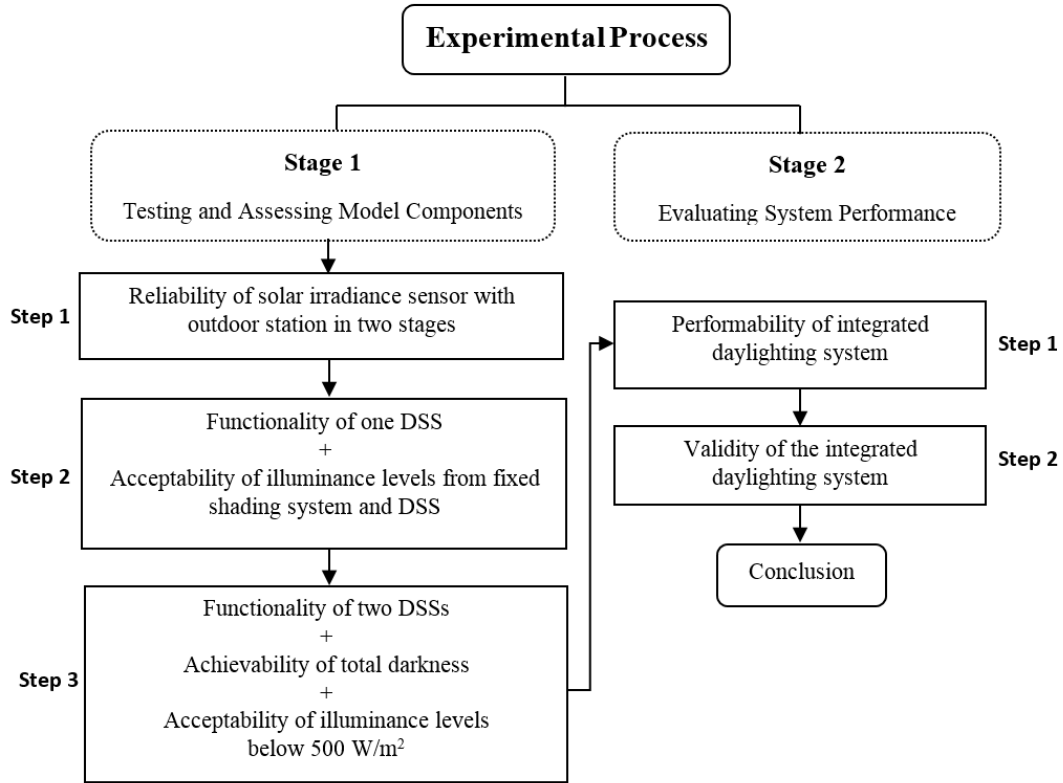 Experimental Process
Stage 1
Testing and Assessing Model Components
Stage 2
Evaluating System Performance
Step 1
Reliability of solar irradiance sensor with
outdoor station in two stages
Step 2
Functionality of one DSS
+
Acceptability of illuminance levels from fixed
shading system and DSS
Step 3
Functionality of two DSSs
+
Achievability of total darkness
+
Acceptability of illuminance levels
below 500 W/m²
Performability of integrated
daylighting system
Step 1
Validity of the integrated
daylighting system
Step 2
Conclusion